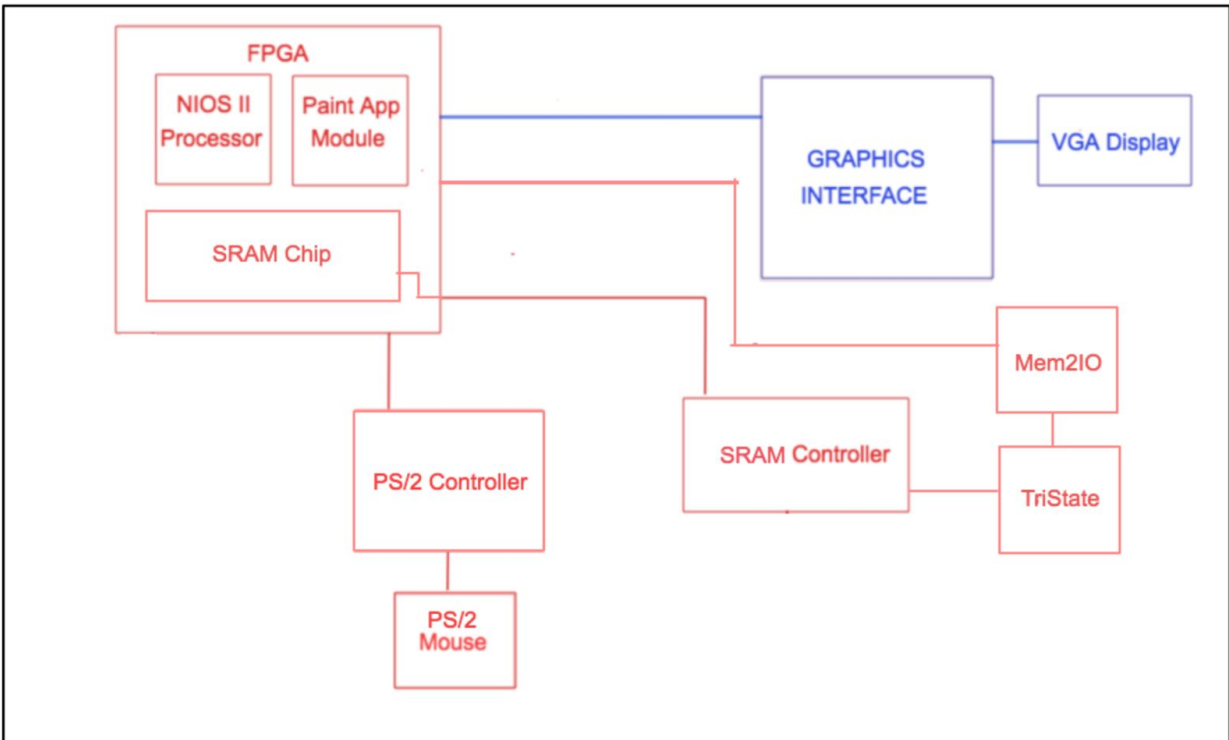 FPGA
NIOS II
Processor
Paint App
Module
SRAM Chip
GRAPHICS
INTERFACE
VGA Display
Mem2IO
SRAM Controller
TriState
PS/2 Controller
PS/2
Mouse